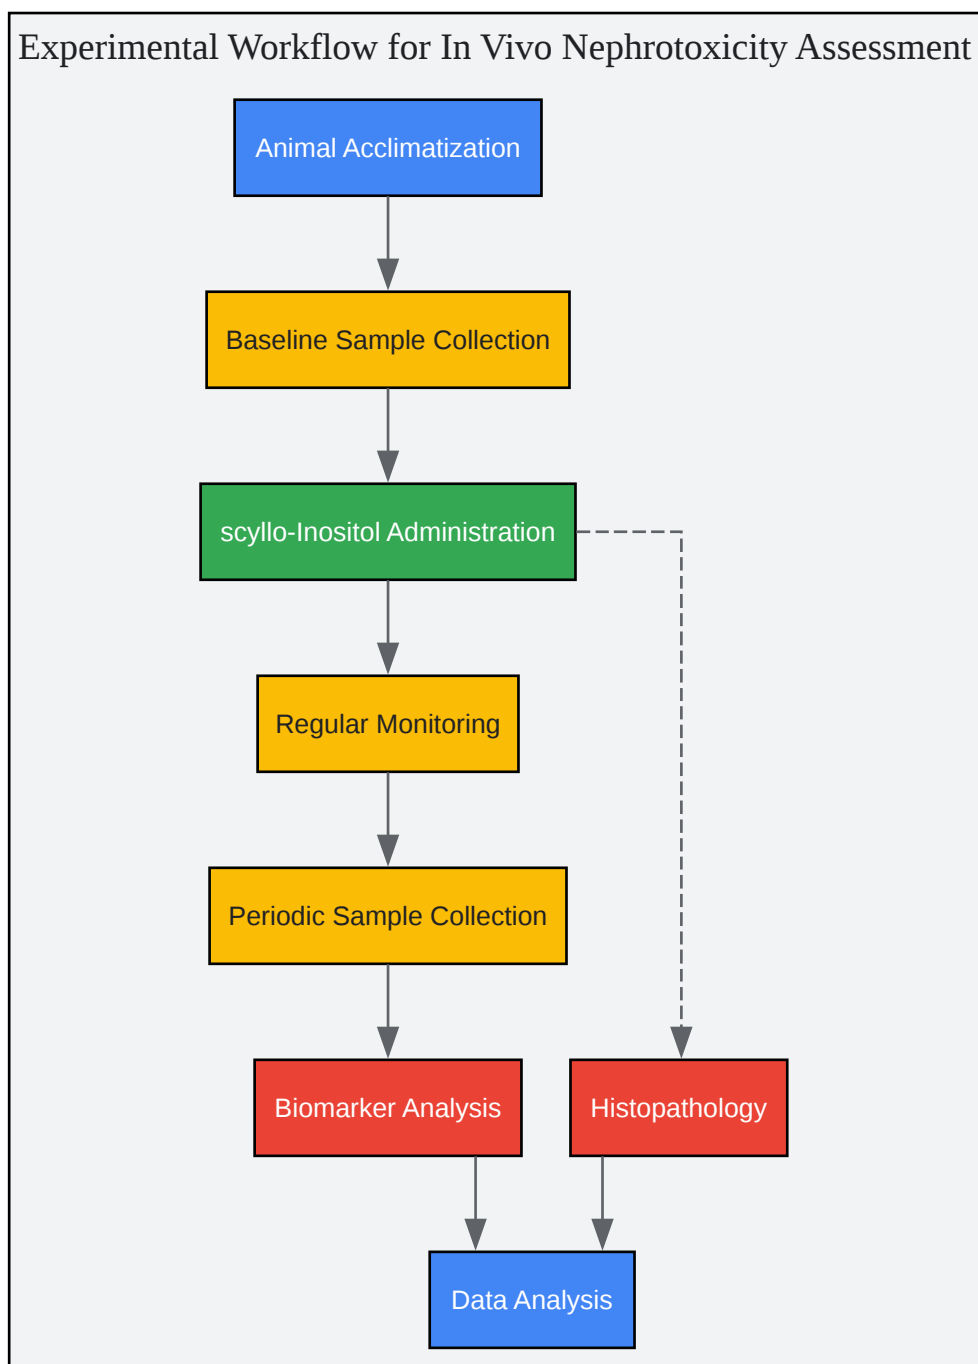 Experimental Workflow for In Vivo Nephrotoxicity Assessment
Animal Acclimatization
Baseline Sample Collection
scyllo-Inositol Administration
Regular Monitoring
Periodic Sample Collection
Biomarker Analysis
Histopathology
Data Analysis